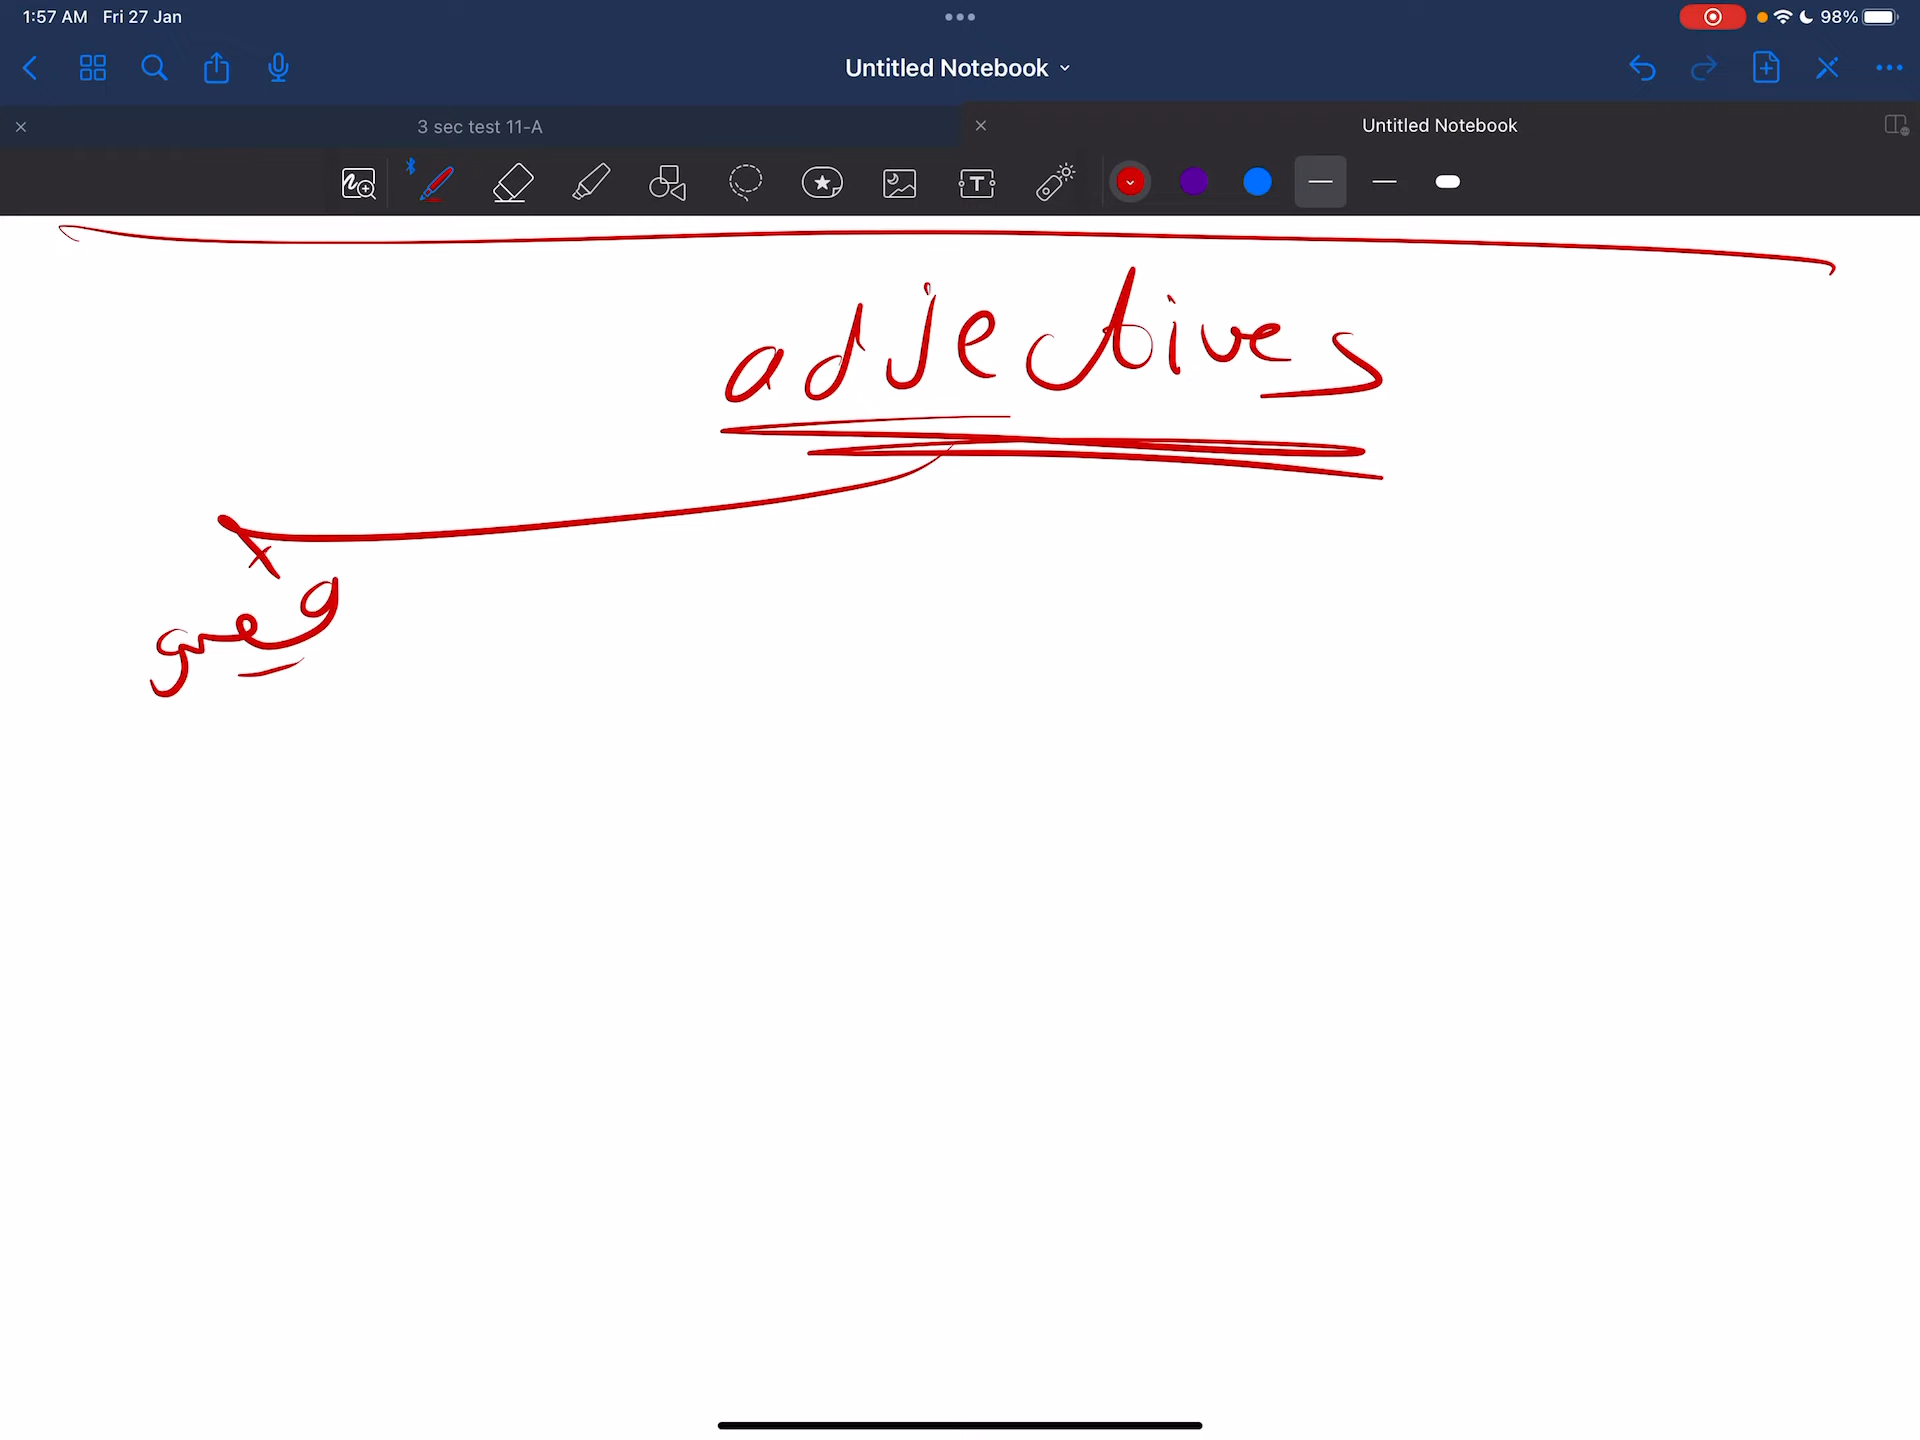 1:57 AM Fri 27 Jan
98%
Untitled Notebook
3 sec test 11-A
Untitled Notebook
T
adjectives